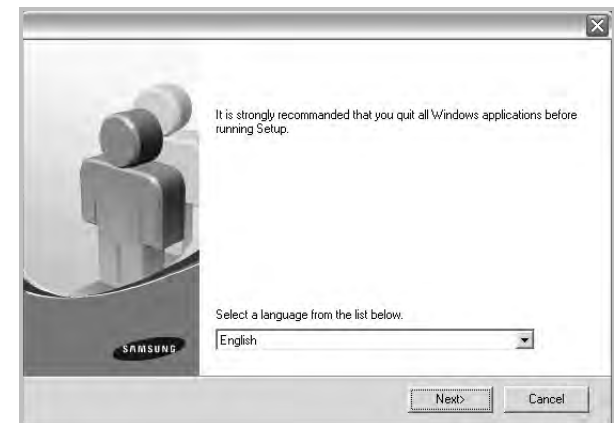 It is strongly recommanded that you quit all Windows applications before
running Setup.
Select a language from the list below.
English
SAMSUNG
Next>
Cancel